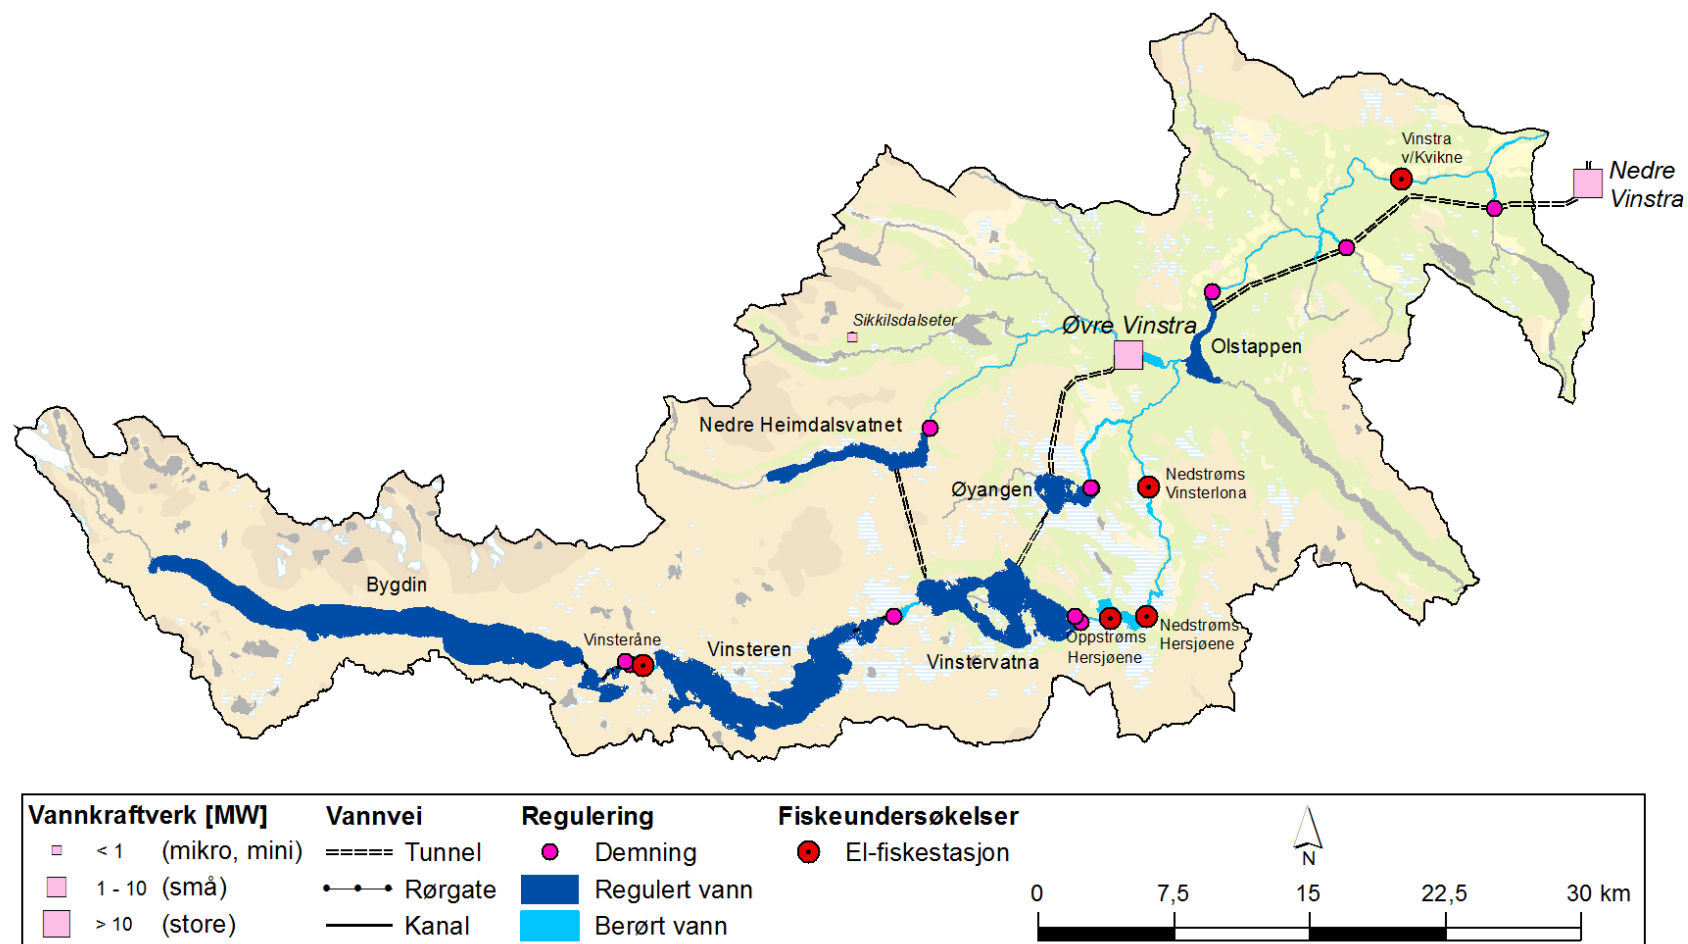 Vinstra
v/Kvikne
Nedre
Vinstra
Sikkilsdalseter
Øvre Vinstra
Olstappen
Nedre Heimdalsvatnet
Øyangen
Nedstrøms
Vinsterlona
Bygdin
Vinsteråne
Vinsteren
Vinstervatna
Oppstrøms
Hersjøene
Nedstrøms
Hersjøene
Vannkraftverk [MW]
< 1 (mikro, mini)
1 - 10 (små)
> 10 (store)
Vannvei
Tunnel
Rørgate
Kanal
Regulering
Demning
Regulert vann
Berørt vann
Fiskeundersøkelser
El-fiskestasjon
N
0 7,5 15 22,5 30 km